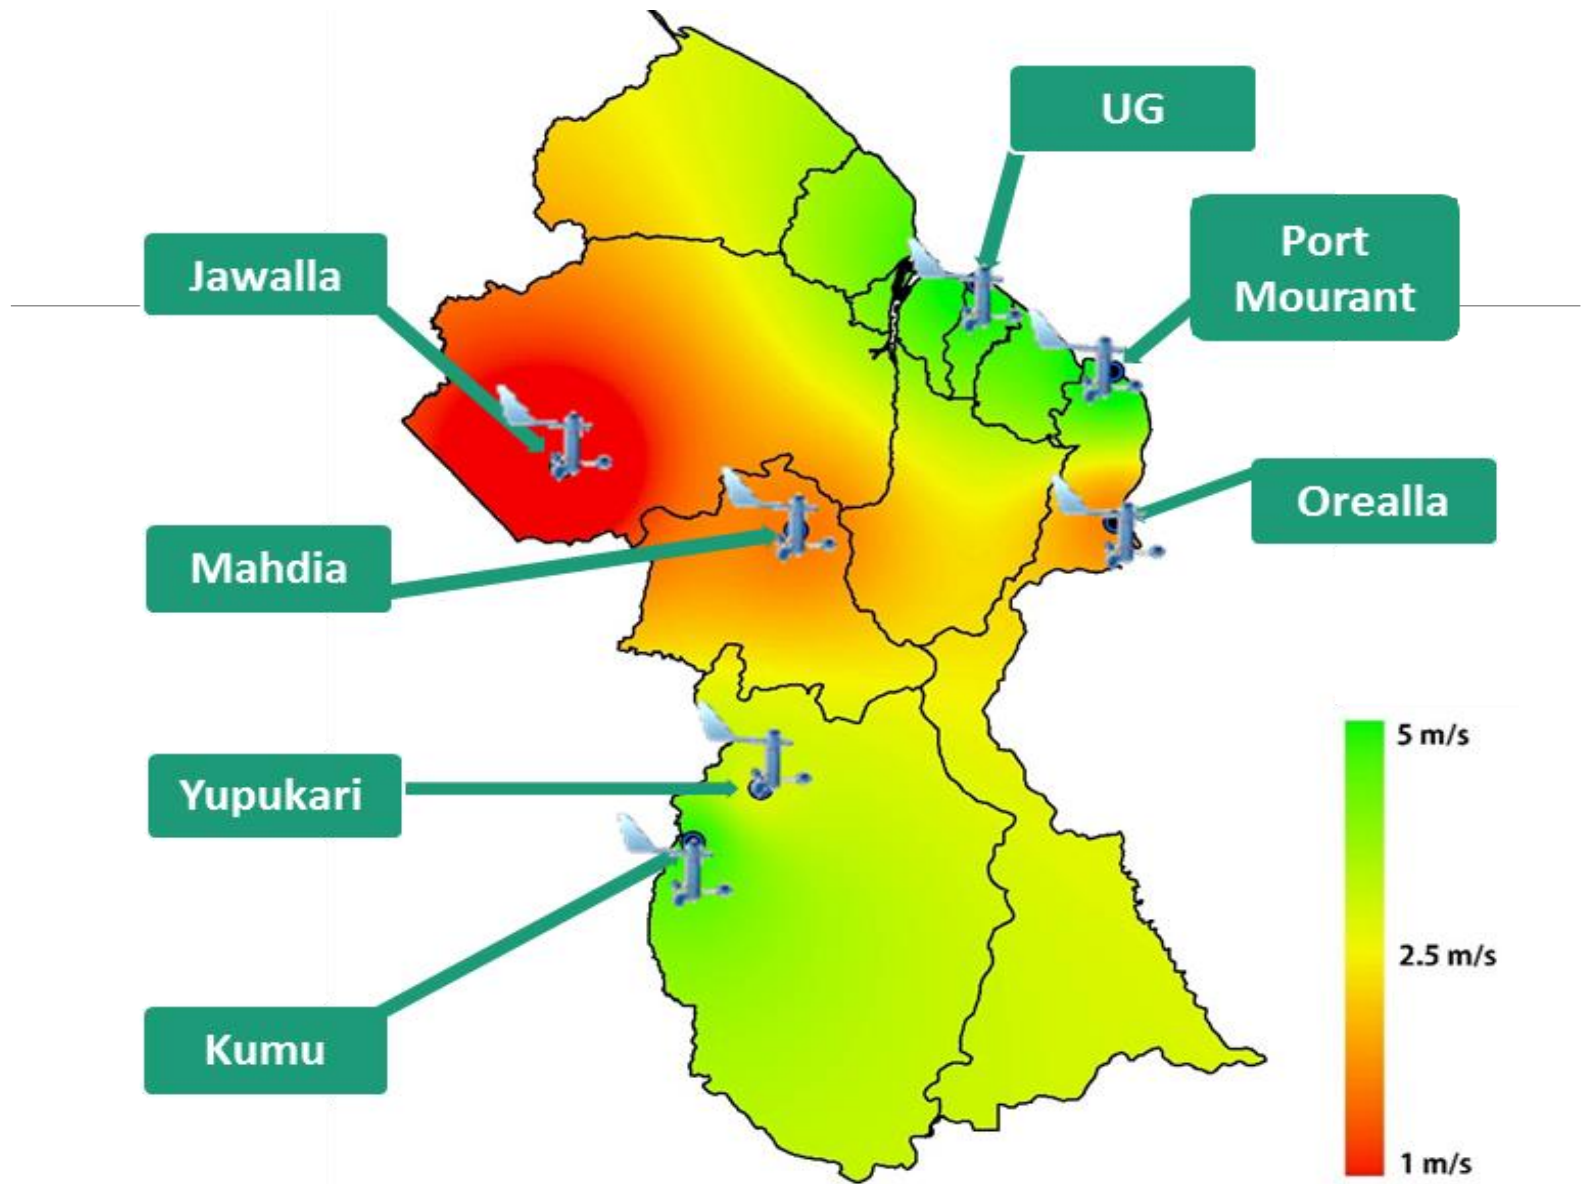 UG
Port
Mourant
Jawalla
Orealla
Mahdia
Yupukari
Kumu
5 m/s
2.5 m/s
1 m/s